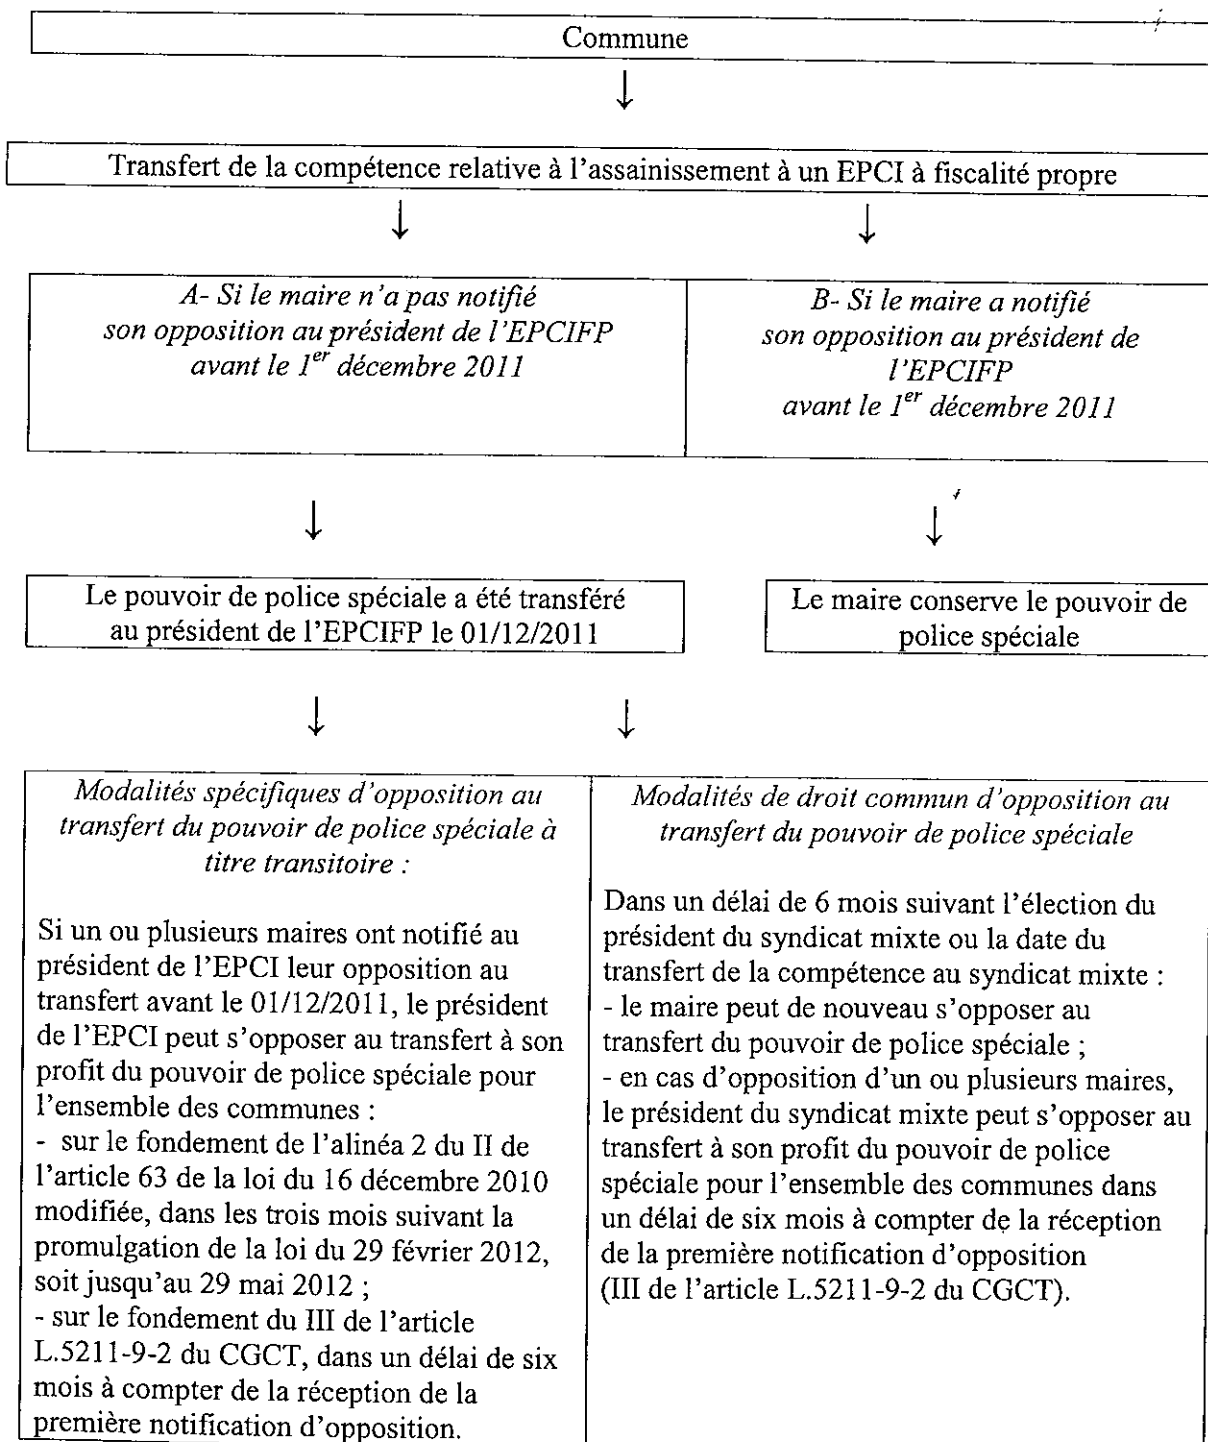 Commune
↓
Transfert de la compétence relative à l'assainissement à un EPCI à fiscalité propre
↓ ↓
A- Si le maire n'a pas notifié
son opposition au président de l'EPCIFP
avant le 1er décembre 2011
B- Si le maire a notifié
son opposition au président de
l'EPCIFP
avant le 1er décembre 2011
↓ ↓
Le pouvoir de police spéciale a été transféré
au président de l'EPCIFP le 01/12/2011
Le maire conserve le pouvoir de
police spéciale
↓ ↓
Modalités spécifiques d'opposition au
transfert du pouvoir de police spéciale à
titre transitoire :
Si un ou plusieurs maires ont notifié au
président de l'EPCI leur opposition au
transfert avant le 01/12/2011, le président
de l'EPCI peut s'opposer au transfert à son
profit du pouvoir de police spéciale pour
l'ensemble des communes :
- sur le fondement de l'alinéa 2 du II de
l'article 63 de la loi du 16 décembre 2010
modifiée, dans les trois mois suivant la
promulgation de la loi du 29 février 2012,
soit jusqu'au 29 mai 2012 ;
- sur le fondement du III de l'article
L.5211-9-2 du CGCT, dans un délai de six
mois à compter de la réception de la
première notification d'opposition.
Modalités de droit commun d'opposition au
transfert du pouvoir de police spéciale
Dans un délai de 6 mois suivant l'élection du
président du syndicat mixte ou la date du
transfert de la compétence au syndicat mixte :
- le maire peut de nouveau s'opposer au
transfert du pouvoir de police spéciale ;
- en cas d'opposition d'un ou plusieurs maires,
le président du syndicat mixte peut s'opposer au
transfert à son profit du pouvoir de police
spéciale pour l'ensemble des communes dans
un délai de six mois à compter de la réception
de la première notification d'opposition
(III de l'article L.5211-9-2 du CGCT).